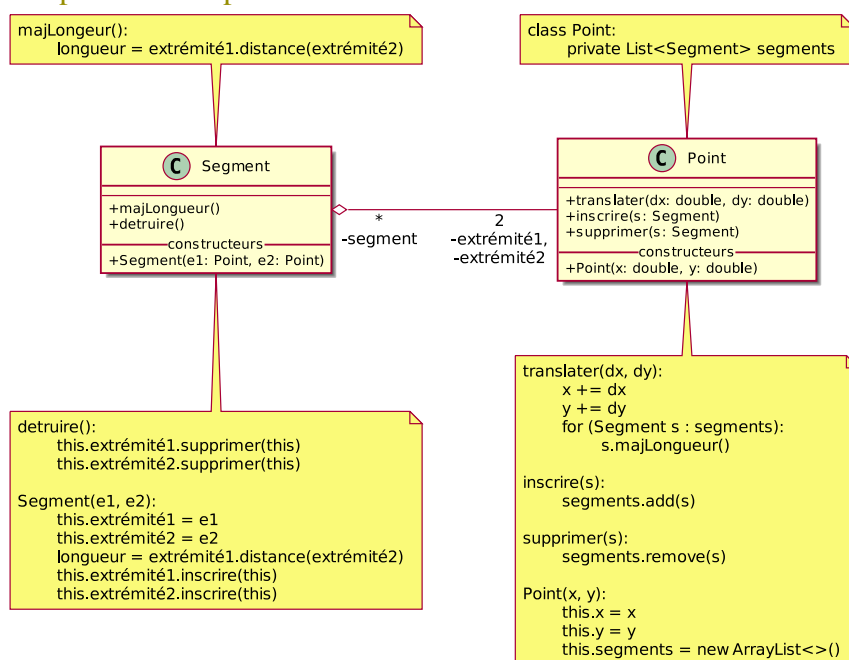 majLongeur():
longueur = extrémité1.distance(extrémité2)
class Point:
private List<Segment> segments
C Segment
+majLongueur()
+detruire()
constructeurs
+Segment(e1: Point, e2: Point)
*
-segment
2
-extrémité1,
-extrémité2
C Point
+translater(dx: double, dy: double)
+inscrire(s: Segment)
+supprimer(s: Segment)
constructeurs
+Point(x: double, y: double)
detruire():
this.extrémité1.supprimer(this)
this.extrémité2.supprimer(this)
Segment(e1, e2):
this.extrémité1 = e1
this.extrémité2 = e2
longueur = extrémité1.distance(extrémité2)
this.extrémité1.inscrire(this)
this.extrémité2.inscrire(this)
translater(dx, dy):
x += dx
y += dy
for (Segment s : segments):
s.majLongueur()
inscrire(s):
segments.add(s)
supprimer(s):
segments.remove(s)
Point(x, y):
this.x = x
this.y = y
this.segments = new ArrayList<>()